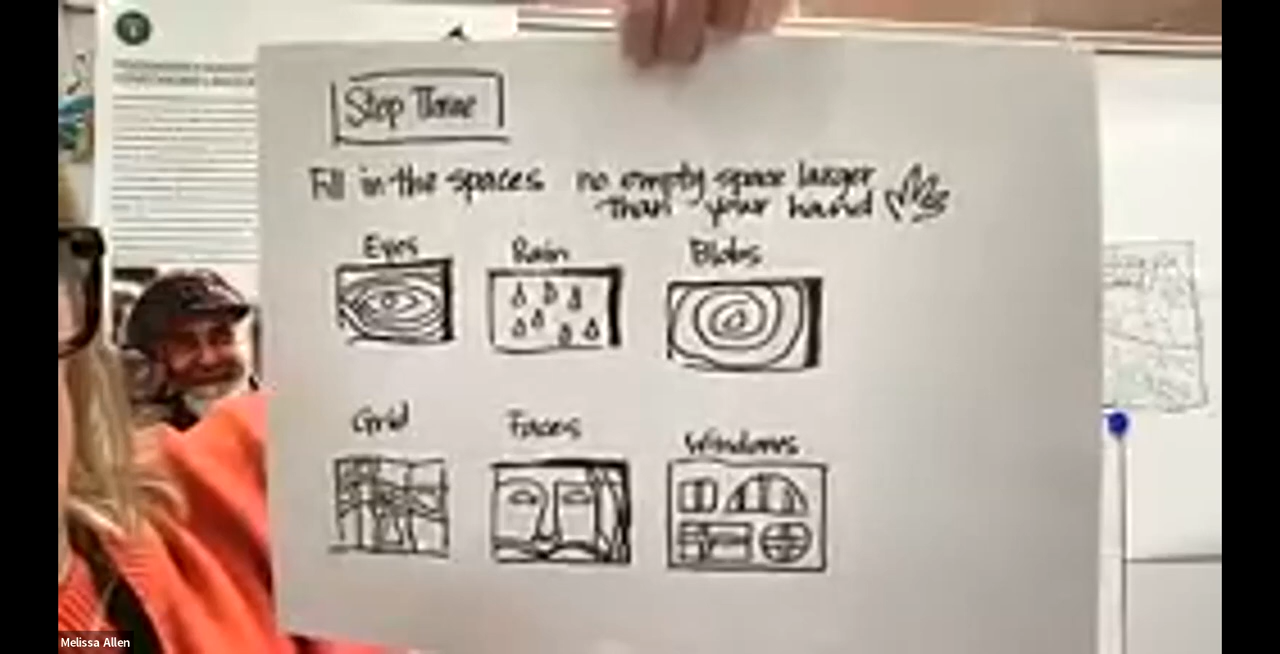 Step Three
Fill in the spaces no empty space larger
than your hand
Eyes Rain Blobs
Grid Faces Windows
Melissa Allen